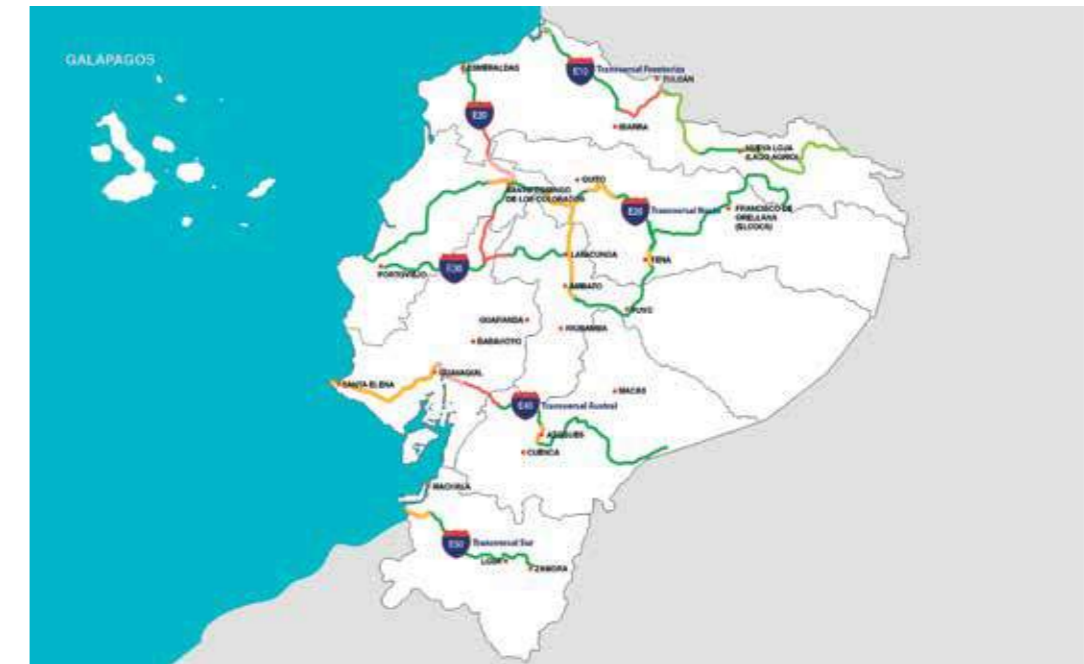 GALÁPAGOS
ESMERALDAS
E10
Transversal Fronteriza
TULCÁN
E20
IBARRA
NUEVA LOJA
(LAGO AGRIO)
QUITO
SANTO DOMINGO
DE LOS COLORADOS
E20
Transversal Norte
FRANCISCO DE
ORELLANA
(EL COCA)
LATACUNGA
TENA
PORTOVIEJO
E30
AMBATO
PUYO
GUARANDA
RIOBAMBA
BABAHOYO
GUAYAQUIL
SANTA ELENA
MACAS
E40
Transversal Austral
AZOGUES
CUENCA
MACHALA
E50
Transversal Sur
LOJA
ZAMORA